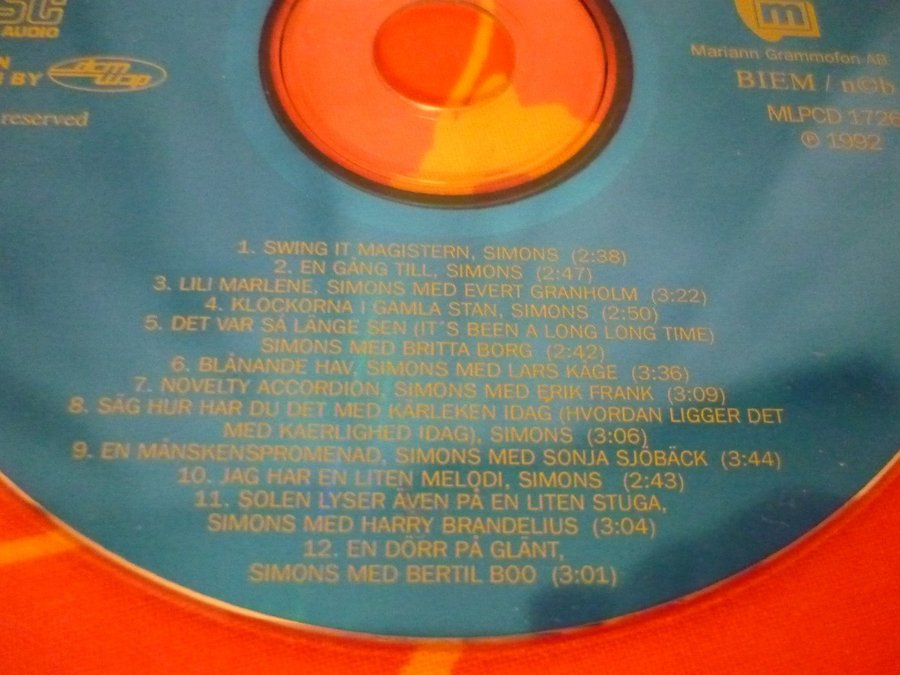 SC
AUDIO
N
BY
dcm dbp
reserved
m
Mariann Grammofon AB
BIEM / n©b
MLPCD 1726
℗ 1992
1. SWING IT MAGISTERN, SIMONS (2:38)
2. EN GÅNG TILL, SIMONS (2:47)
3. LILI MARLENE, SIMONS MED EVERT GRANHOLM (3:22)
4. KLOCKORNA I GAMLA STAN, SIMONS (2:50)
5. DET VAR SÅ LÄNGE SEN (IT´S BEEN A LONG LONG TIME)
SIMONS MED BRITTA BORG (2:42)
6. BLÅNANDE HAV, SIMONS MED LARS KÅGE (3:36)
7. NOVELTY ACCORDION, SIMONS MED ERIK FRANK (3:09)
8. SÄG HUR HAR DU DET MED KÄRLEKEN IDAG (HVORDAN LIGGER DET
MED KAERLIGHED IDAG), SIMONS (3:06)
9. EN MÅNSKENSPROMENAD, SIMONS MED SONJA SJÖBÄCK (3:44)
10. JAG HAR EN LITEN MELODI, SIMONS (2:43)
11. SOLEN LYSER ÄVEN PÅ EN LITEN STUGA,
SIMONS MED HARRY BRANDELIUS (3:04)
12. EN DÖRR PÅ GLÄNT,
SIMONS MED BERTIL BOO (3:01)